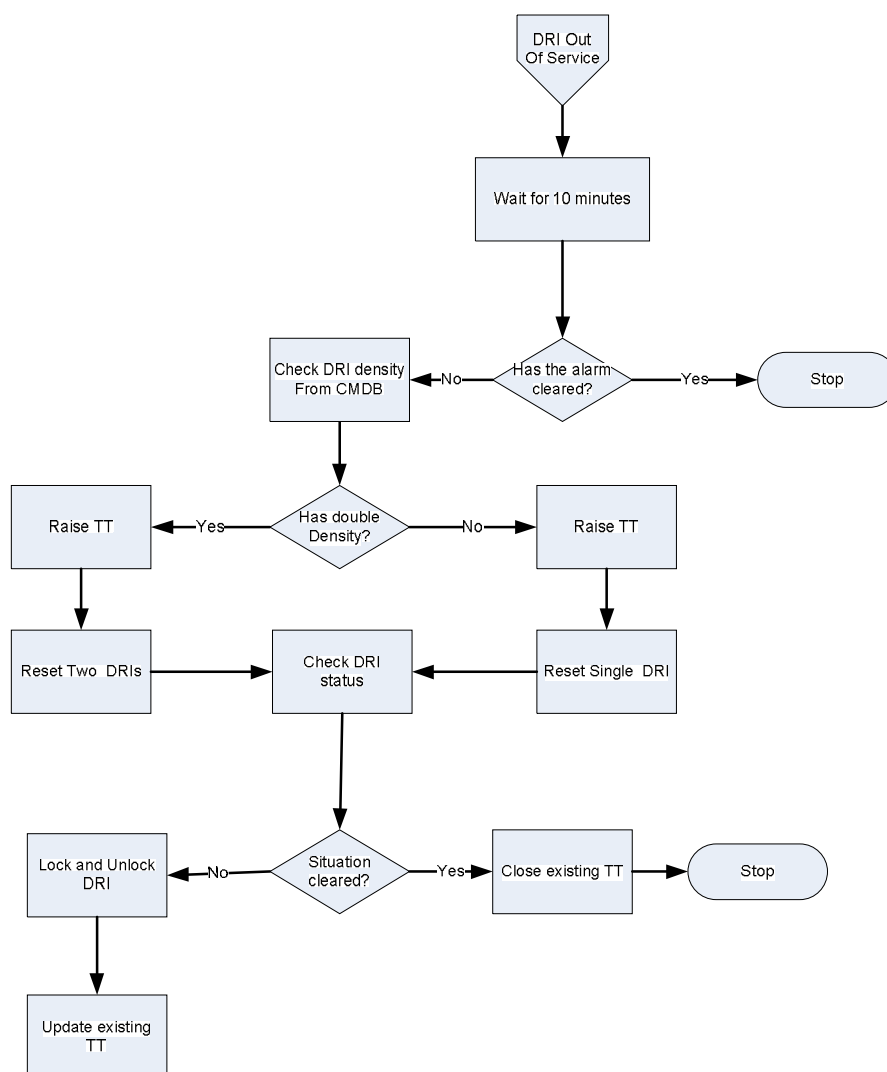 DRI Out
Of Service
Wait for 10 minutes
Check DRI density
From CMDB
No
Has the alarm
cleared?
Yes
Stop
Raise TT
Yes
Has double
Density?
No
Raise TT
Reset Two DRIs
Check DRI
status
Reset Single DRI
Lock and Unlock
DRI
No
Situation
cleared?
Yes
Close existing TT
Stop
Update existing
TT